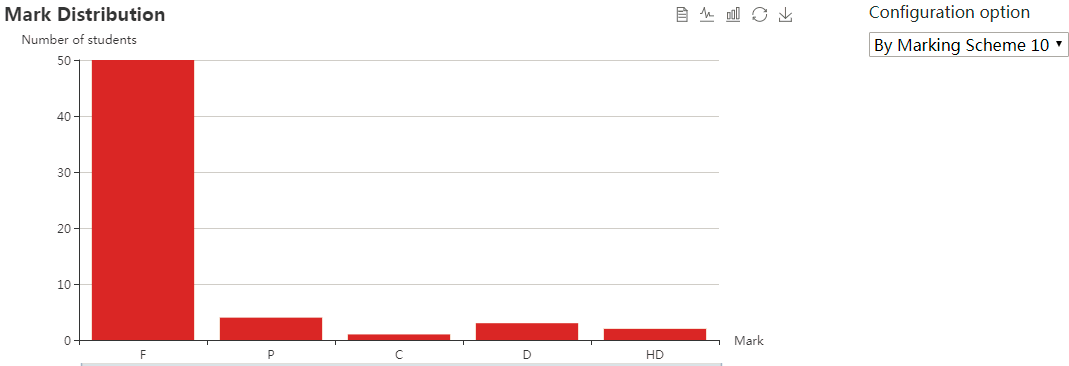 Mark Distribution
Configuration option
Number of students
By Marking Scheme 10
50
40
30
20
10
0
F P C D HD
Mark